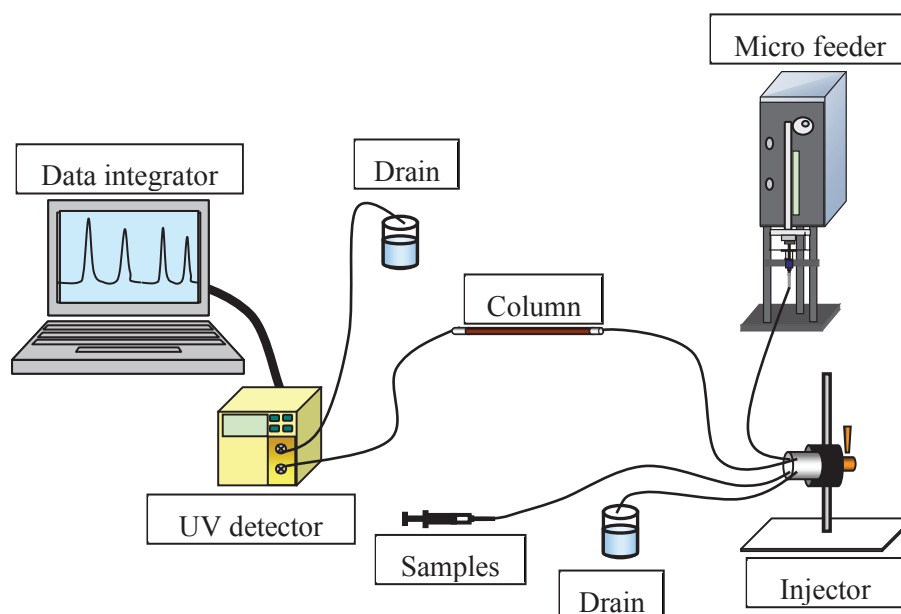 Micro feeder
Data integrator
Drain
Column
UV detector
Samples
Drain
Injector